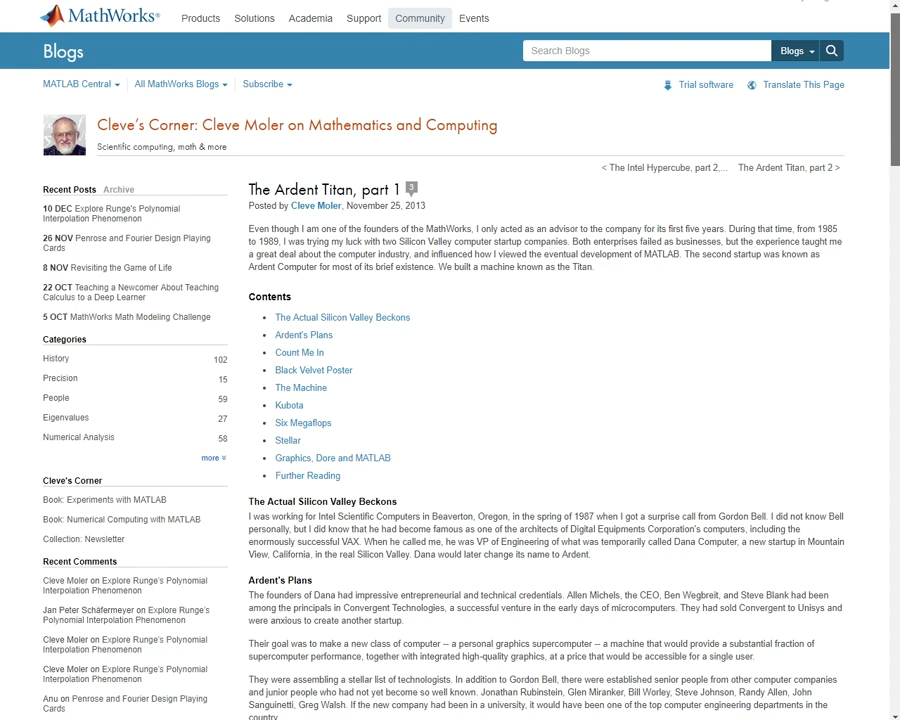 MathWorks®
Products Solutions Academia Support Community Events
Blogs
Search Blogs
Blogs
MATLAB Central All MathWorks Blogs Subscribe
Trial software Translate This Page
Cleve's Corner: Cleve Moler on Mathematics and Computing
Scientific computing, math & more
< The Intel Hypercube, part 2,... The Ardent Titan, part 2 >
Recent Posts Archive
10 DEC Explore Runge's Polynomial
Interpolation Phenomenon
26 NOV Penrose and Fourier Design Playing
Cards
8 NOV Revisiting the Game of Life
22 OCT Teaching a Newcomer About Teaching
Calculus to a Deep Learner
5 OCT MathWorks Math Modeling Challenge
Categories
History 102
Precision 15
People 59
Eigenvalues 27
Numerical Analysis 58
more
Cleve's Corner
Book: Experiments with MATLAB
Book: Numerical Computing with MATLAB
Collection: Newsletter
Recent Comments
Cleve Moler on Explore Runge's Polynomial
Interpolation Phenomenon
Jan Peter Schäfermeyer on Explore Runge's
Polynomial Interpolation Phenomenon
Cleve Moler on Explore Runge's Polynomial
Interpolation Phenomenon
Cleve Moler on Explore Runge's Polynomial
Interpolation Phenomenon
Anu on Penrose and Fourier Design Playing
Cards
The Ardent Titan, part 1 3
Posted by Cleve Moler, November 25, 2013
Even though I am one of the founders of the MathWorks, I only acted as an advisor to the company for its first five years. During that time, from 1985
to 1989, I was trying my luck with two Silicon Valley computer startup companies. Both enterprises failed as businesses, but the experience taught me
a great deal about the computer industry, and influenced how I viewed the eventual development of MATLAB. The second startup was known as
Ardent Computer for most of its brief existence. We built a machine known as the Titan.
Contents
The Actual Silicon Valley Beckons
Ardent's Plans
Count Me In
Black Velvet Poster
The Machine
Kubota
Six Megaflops
Stellar
Graphics, Dore and MATLAB
Further Reading
The Actual Silicon Valley Beckons
I was working for Intel Scientific Computers in Beaverton, Oregon, in the spring of 1987 when I got a surprise call from Gordon Bell. I did not know Bell
personally, but I did know that he had become famous as one of the architects of Digital Equipments Corporation's computers, including the
enormously successful VAX. When he called me, he was VP of Engineering of what was temporarily called Dana Computer, a new startup in Mountain
View, California, in the real Silicon Valley. Dana would later change its name to Ardent.
Ardent's Plans
The founders of Dana had impressive entrepreneurial and technical credentials. Allen Michels, the CEO, Ben Wegbreit, and Steve Blank had been
among the principals in Convergent Technologies, a successful venture in the early days of microcomputers. They had sold Convergent to Unisys and
were anxious to create another startup.
Their goal was to make a new class of computer -- a personal graphics supercomputer -- a machine that would provide a substantial fraction of
supercomputer performance, together with integrated high-quality graphics, at a price that would be accessible for a single user.
They were assembling a stellar list of technologists. In addition to Gordon Bell, there were established senior people from other computer companies
and junior people who had not yet become so well known. Jonathan Rubinstein, Glen Miranker, Bill Worley, Steve Johnson, Randy Allen, John
Sanguinetti, Greg Walsh. If the new company had been in a university, it would have been one of the top computer engineering departments in the
country.